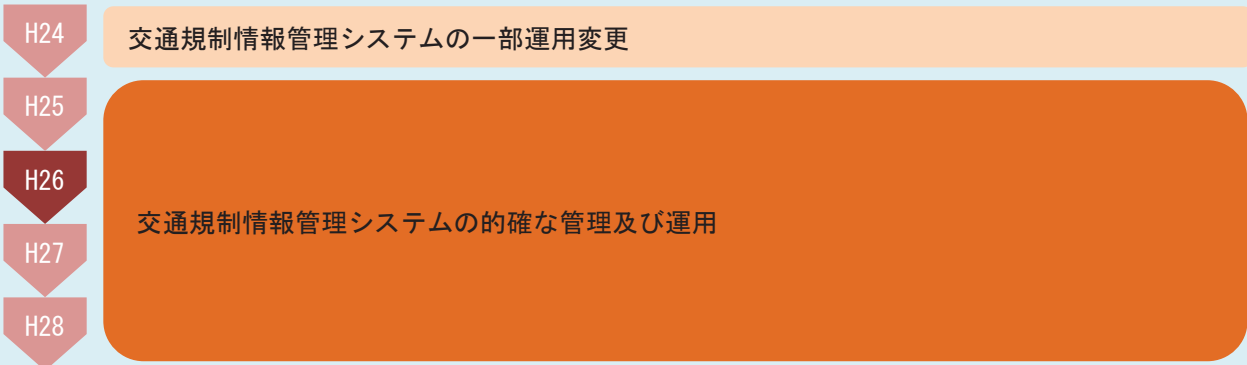 H24
交通規制情報管理システムの一部運用変更
H25
H26
交通規制情報管理システムの的確な管理及び運用
H27
H28